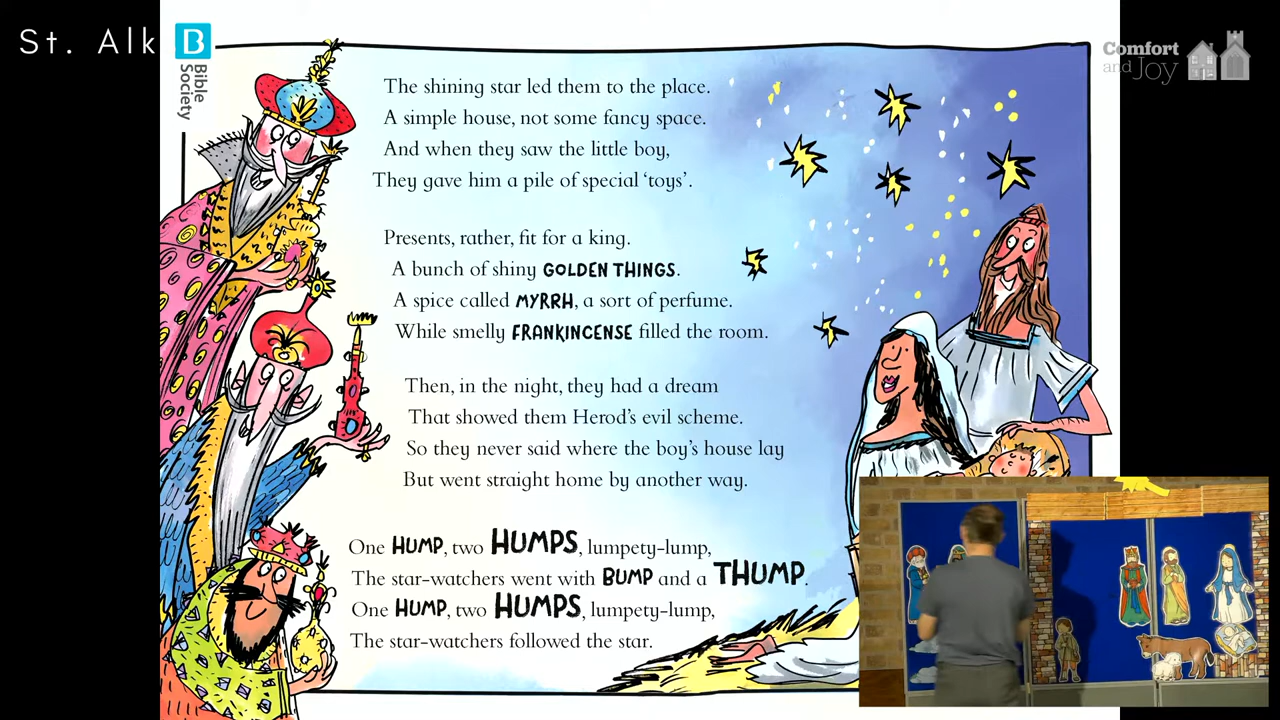 St. Alk
B
Bible
Society
Comfort
and Joy
The shining star led them to the place.
A simple house, not some fancy space.
And when they saw the little boy,
They gave him a pile of special ‘toys’.
Presents, rather, fit for a king.
A bunch of shiny GOLDEN THINGS.
A spice called MYRRH, a sort of perfume.
While smelly FRANKINCENSE filled the room.
Then, in the night, they had a dream
That showed them Herod’s evil scheme.
So they never said where the boy’s house lay
But went straight home by another way.
One HUMP, two HUMPS, lumpety-lump,
The star-watchers went with BUMP and a THUMP.
One HUMP, two HUMPS, lumpety-lump,
The star-watchers followed the star.